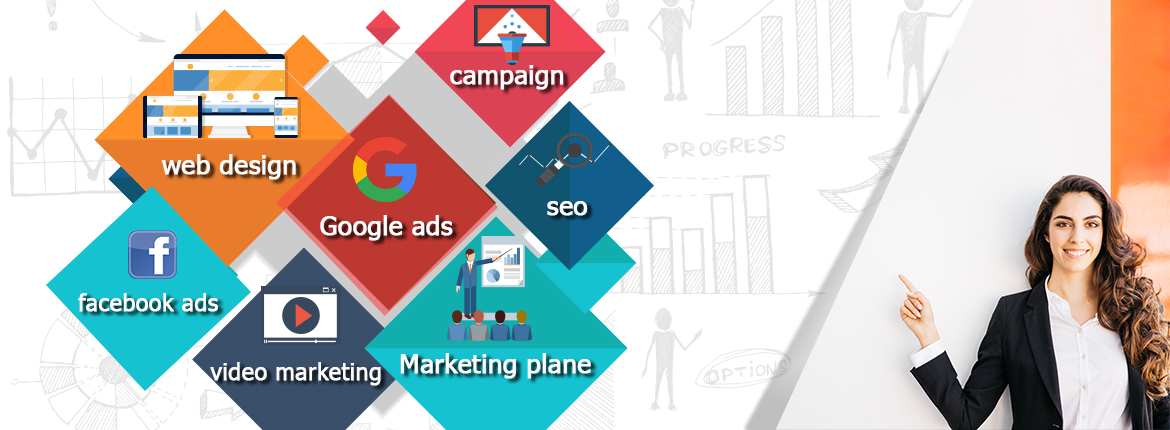 campaign
web design
Google ads
seo
PROGRESS
facebook ads
video marketing
Marketing plane
OPTIONS